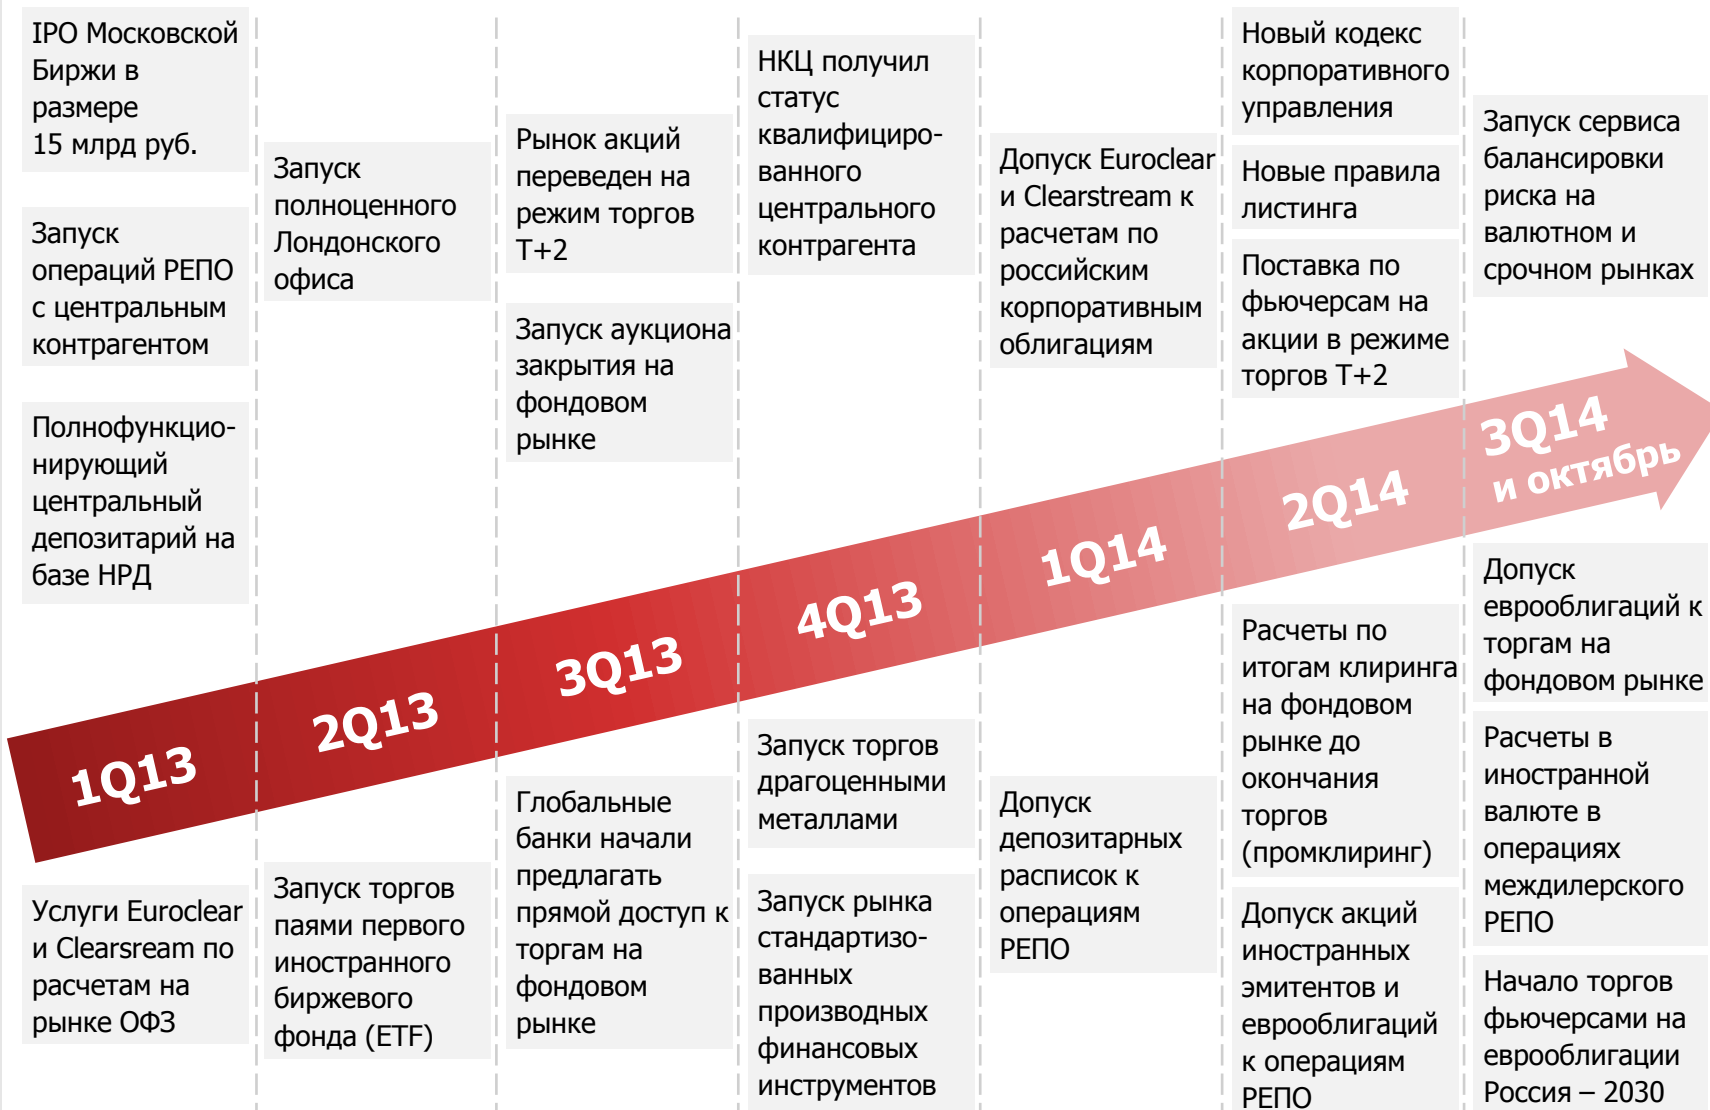 IPO Московской
Биржи в
размере
15 млрд руб.
Запуск
операций РЕПО
с центральным
контрагентом
Полнофункцио-
нирующий
центральный
депозитарий на
базе НРД
1Q13
Услуги Euroclear
и Clearsream по
расчетам на
рынке ОФЗ
Запуск
полноценного
Лондонского
офиса
2Q13
Запуск торгов
паями первого
иностранного
биржевого
фонда (ETF)
Рынок акций
переведен на
режим торгов
Т+2
Запуск аукциона
закрытия на
фондовом
рынке
3Q13
Глобальные
банки начали
предлагать
прямой доступ к
торгам на
фондовом
рынке
НКЦ получил
статус
квалифициро-
ванного
центрального
контрагента
4Q13
Запуск торгов
драгоценными
металлами
Запуск рынка
стандартизо-
ванных
производных
финансовых
инструментов
Допуск Euroclear
и Clearstream к
расчетам по
российским
корпоративным
облигациям
1Q14
Допуск
депозитарных
расписок к
операциям
РЕПО
Новый кодекс
корпоративного
управления
Новые правила
листинга
Поставка по
фьючерсам на
акции в режиме
торгов Т+2
2Q14
Расчеты по
итогам клиринга
на фондовом
рынке до
окончания
торгов
(промклиринг)
Допуск акций
иностранных
эмитентов и
еврооблигаций
к операциям
РЕПО
Запуск сервиса
балансировки
риска на
валютном и
срочном рынках
3Q14
и октябрь
Допуск
еврооблигаций к
торгам на
фондовом рынке
Расчеты в
иностранной
валюте в
операциях
междилерского
РЕПО
Начало торгов
фьючерсами на
еврооблигации
Россия – 2030